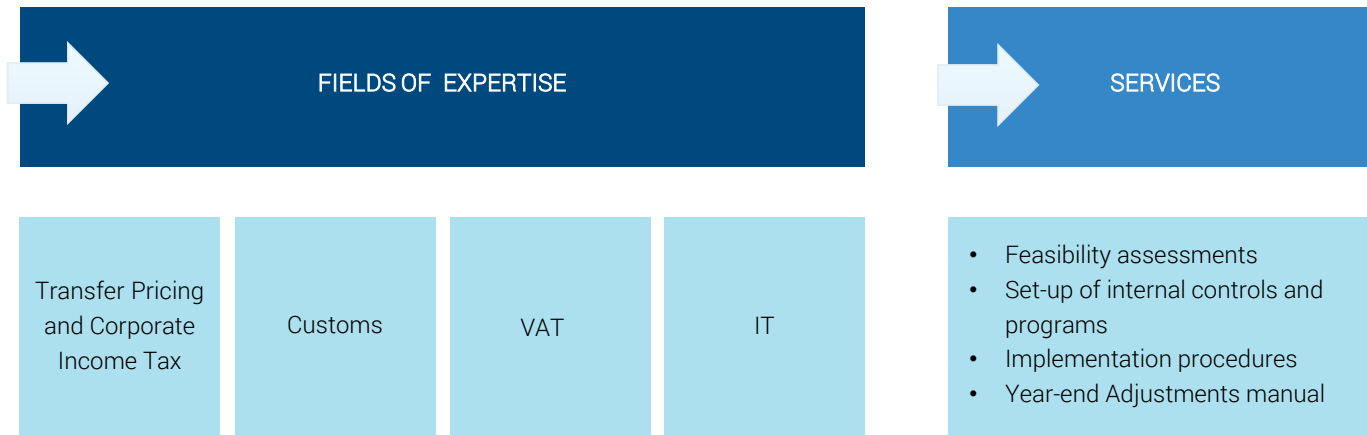 FIELDS OF EXPERTISE
SERVICES
Transfer Pricing
and Corporate
Income Tax
Customs
VAT
IT
• Feasibility assessments
• Set-up of internal controls and
programs
• Implementation procedures
• Year-end Adjustments manual